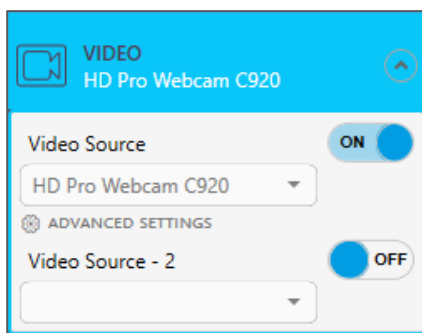 VIDEO
HD Pro Webcam C920
Video Source
ON
HD Pro Webcam C920
ADVANCED SETTINGS
Video Source - 2
OFF